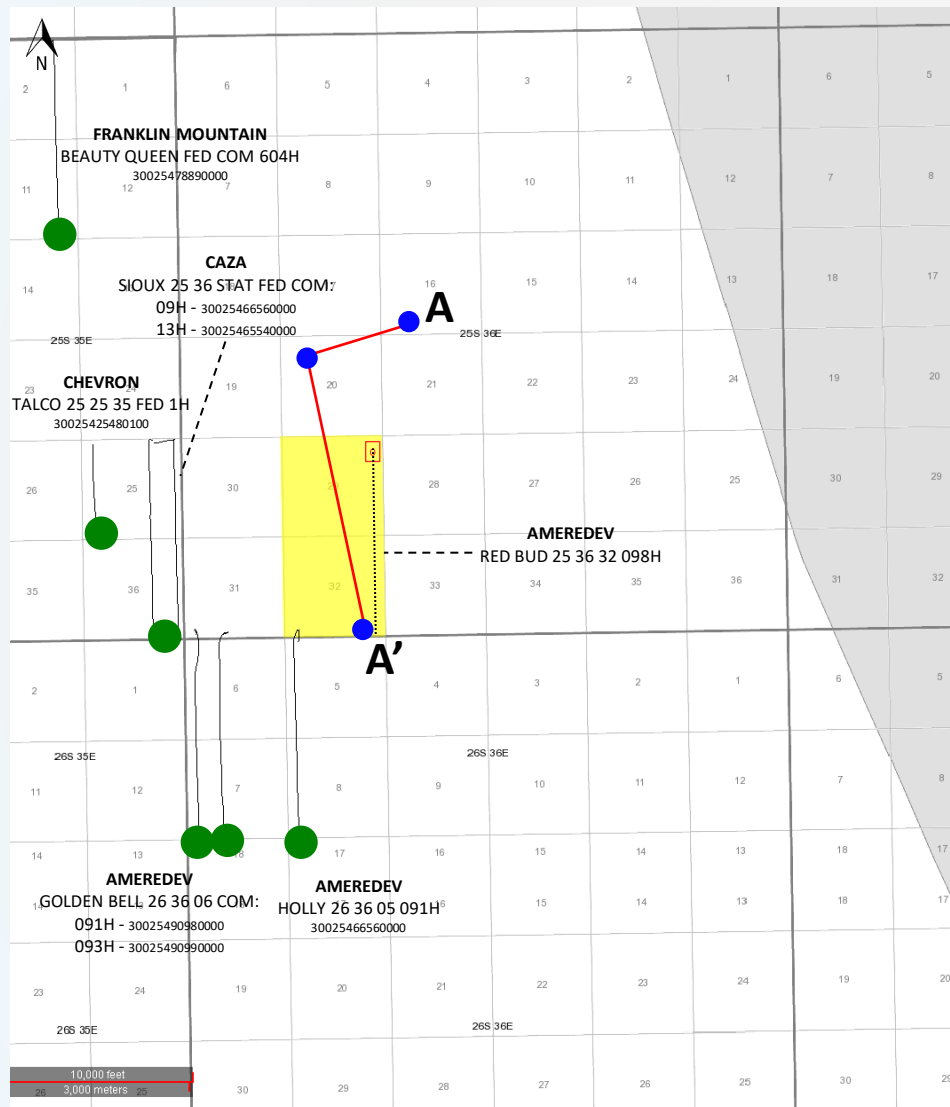 N
2 1 6 5 4 3 2 1 6 5
FRANKLIN MOUNTAIN
BEAUTY QUEEN FED COM 604H
30025478890000
11 12 7 8 9 10 11 12 7 8
CAZA
SIOUX 25 36 STAT FED COM:
09H - 30025466560000
13H - 30025465540000
14 16 15 14 13 18 17
A
25S 35E 25S 36E
CHEVRON
TALCO 25 25 35 FED 1H
30025425480100
23 24 19 20 21 22 23 24 19 20
26 25 30 29 28 27 26 25 30 29
AMEREDEV
RED BUD 25 36 32 098H
35 36 31 32 33 34 35 36 31 32
A’
2 1 6 5 4 3 2 1 6 5
26S 35E 26S 36E
11 12 7 8 9 10 11 12 7 8
14 13 18 17 16 15 14 13 18 17
AMEREDEV
GOLDEN BELL 26 36 06 COM:
091H - 30025490980000
093H - 30025490990000
AMEREDEV
HOLLY 26 36 05 091H
30025466560000
14 16 15 14 13 18 17
23 24 19 20 21 22 23 24 19 20
26S 35E 26S 36E
10,000 feet
3,000 meters
26 25 30 29 28 27 26 25 30 29